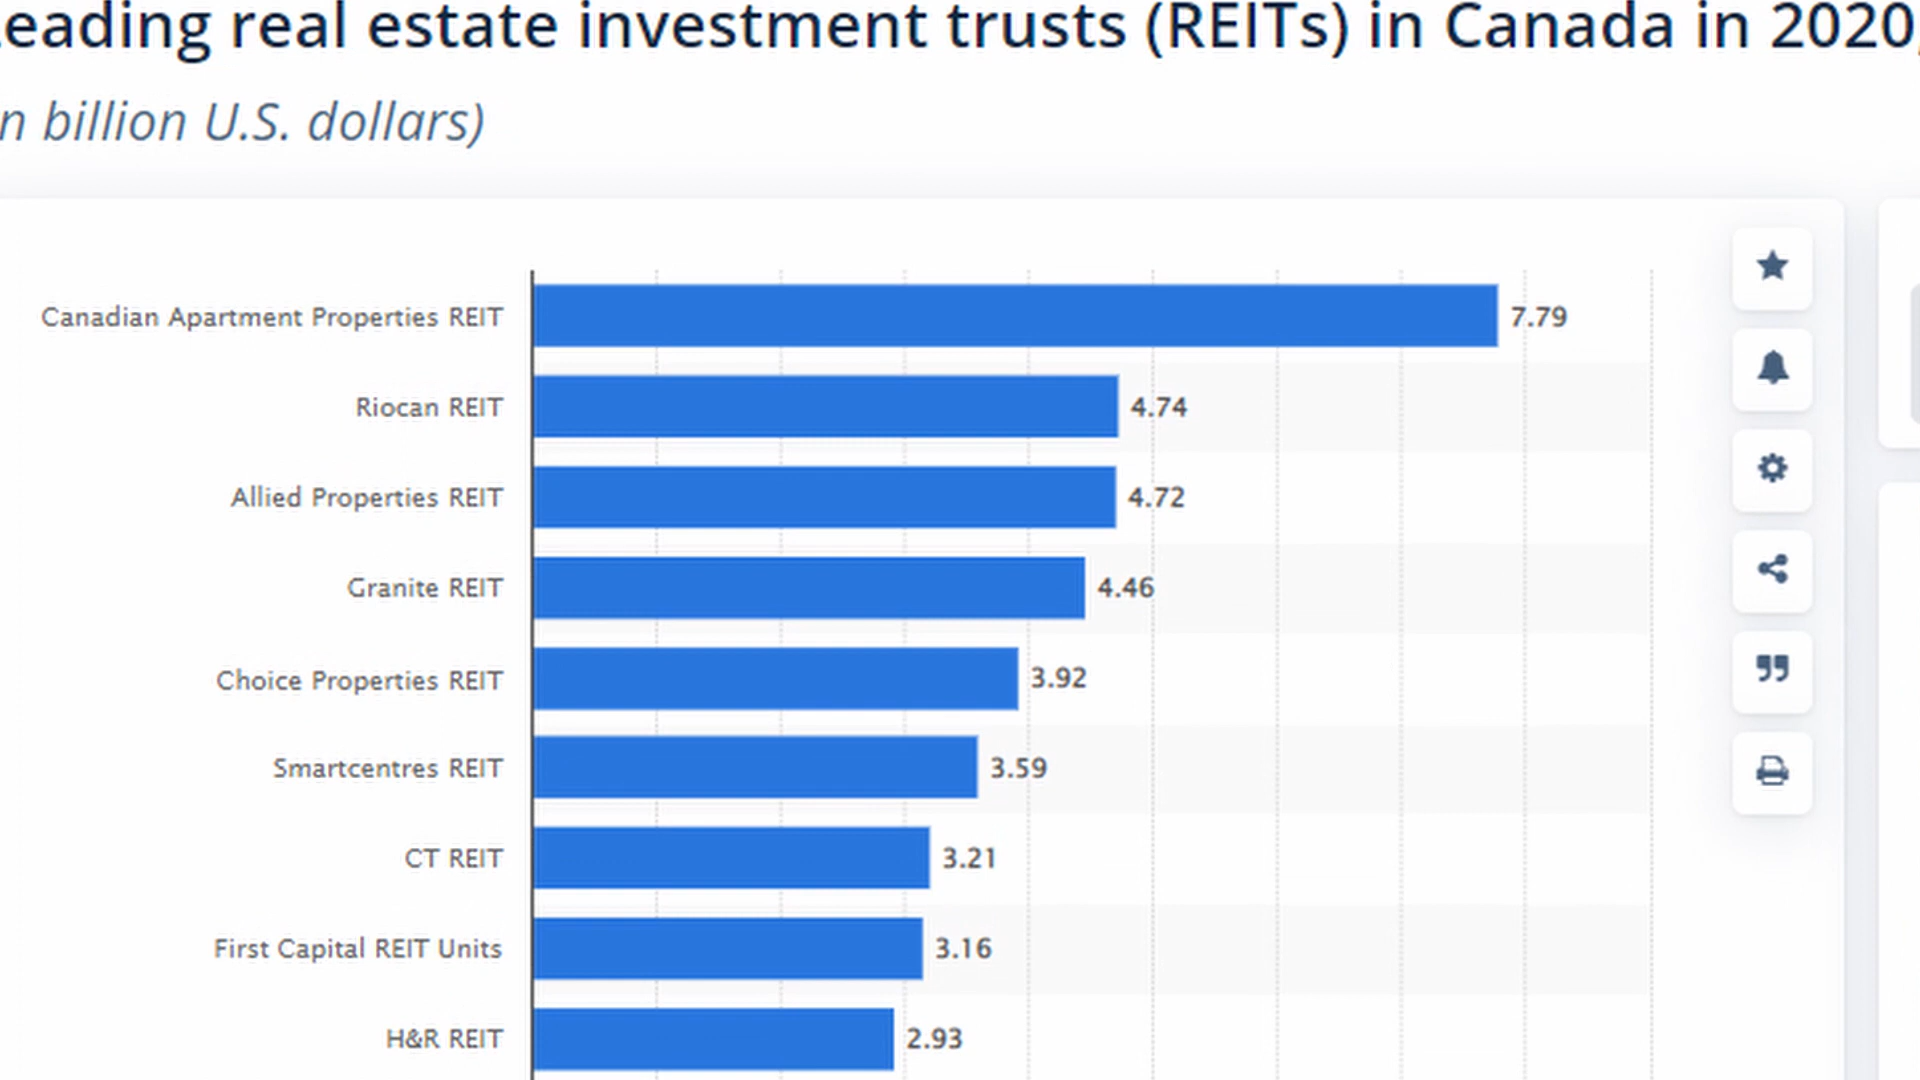 eading real estate investment trusts (REITs) in Canada in 2020,
n billion U.S. dollars)
Canadian Apartment Properties REIT 7.79
Riocan REIT 4.74
Allied Properties REIT 4.72
Granite REIT 4.46
Choice Properties REIT 3.92
Smartcentres REIT 3.59
CT REIT 3.21
First Capital REIT Units 3.16
H&R REIT 2.93